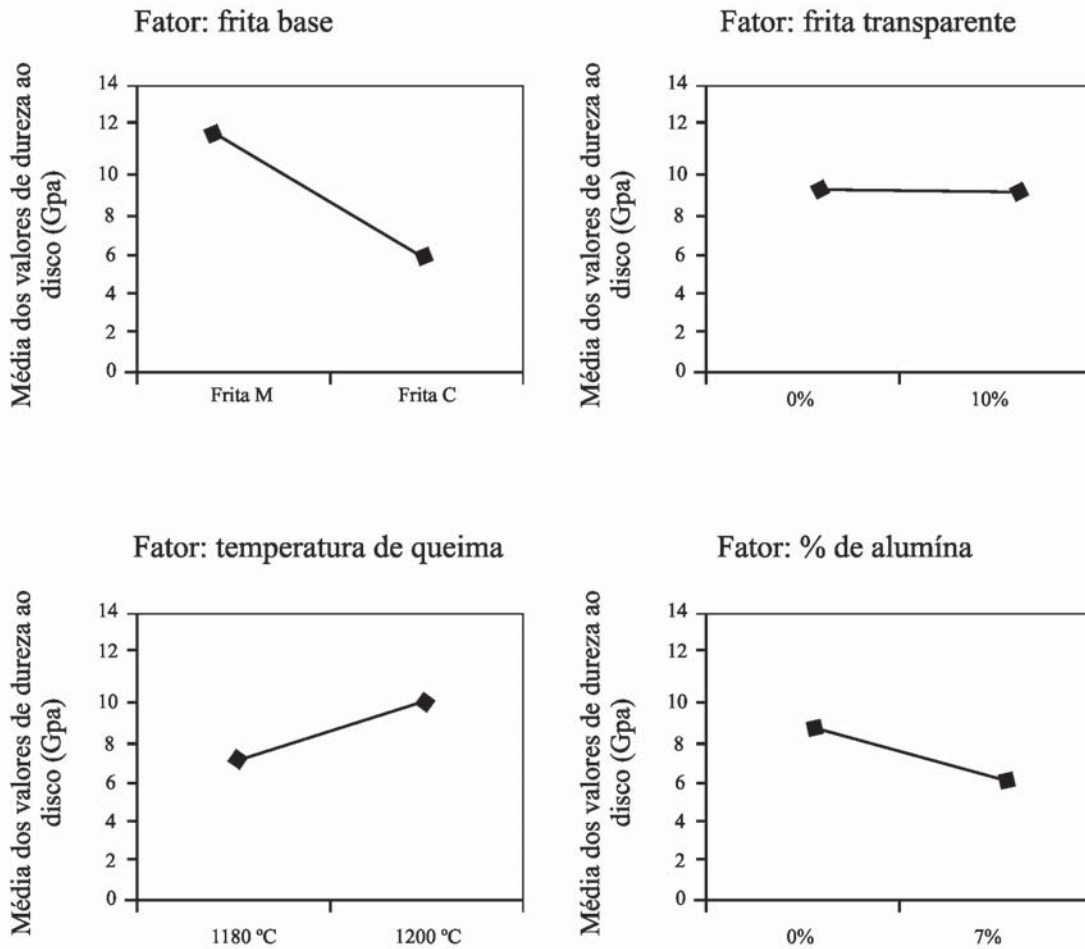 Fator: frita base
Média dos valores de dureza ao
disco (Gpa)
14
12
10
8
6
4
2
0
Frita M
Frita C
Fator: frita transparente
Média dos valores de dureza ao
disco (Gpa)
14
12
10
8
6
4
2
0
0%
10%
Fator: temperatura de queima
Média dos valores de dureza ao
disco (Gpa)
14
12
10
8
6
4
2
0
1180 ºC
1200 ºC
Fator: % de alumína
Média dos valores de dureza ao
disco (Gpa)
14
12
10
8
6
4
2
0
0%
7%